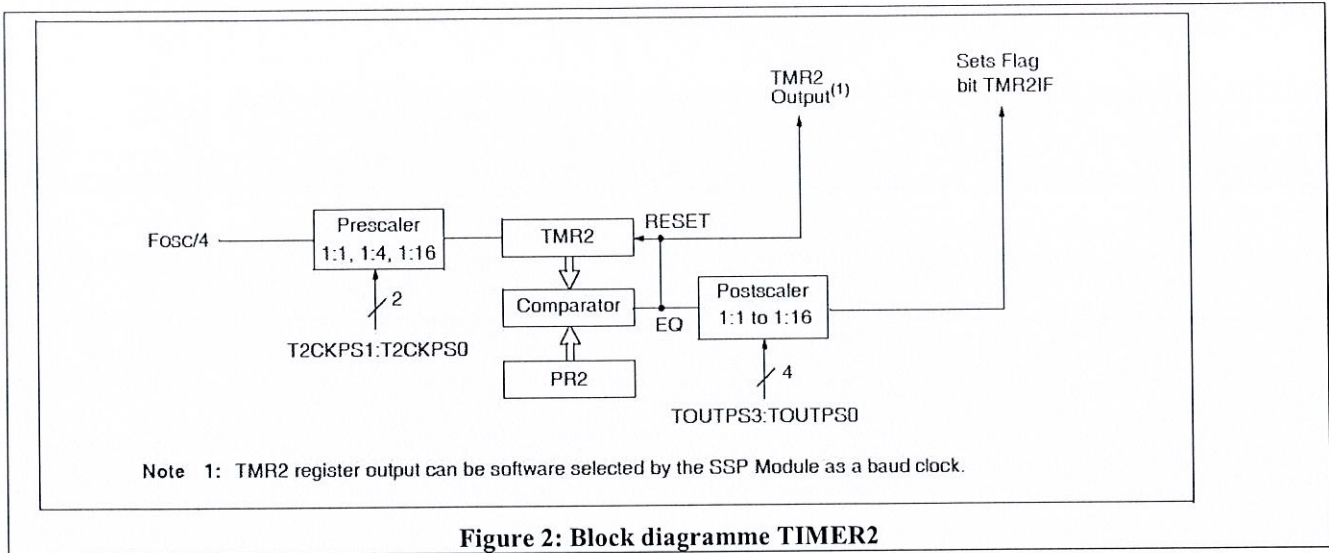 Sets Flag
bit TMR2IF
TMR2
Output(1)
Fosc/4
Prescaler
1:1, 1:4, 1:16
TMR2
RESET
2
Comparator
EQ
Postscaler
1:1 to 1:16
T2CKPS1:T2CKPS0
PR2
4
TOUTPS3:TOUTPS0
Note 1: TMR2 register output can be software selected by the SSP Module as a baud clock.
Figure 2: Block diagramme TIMER2